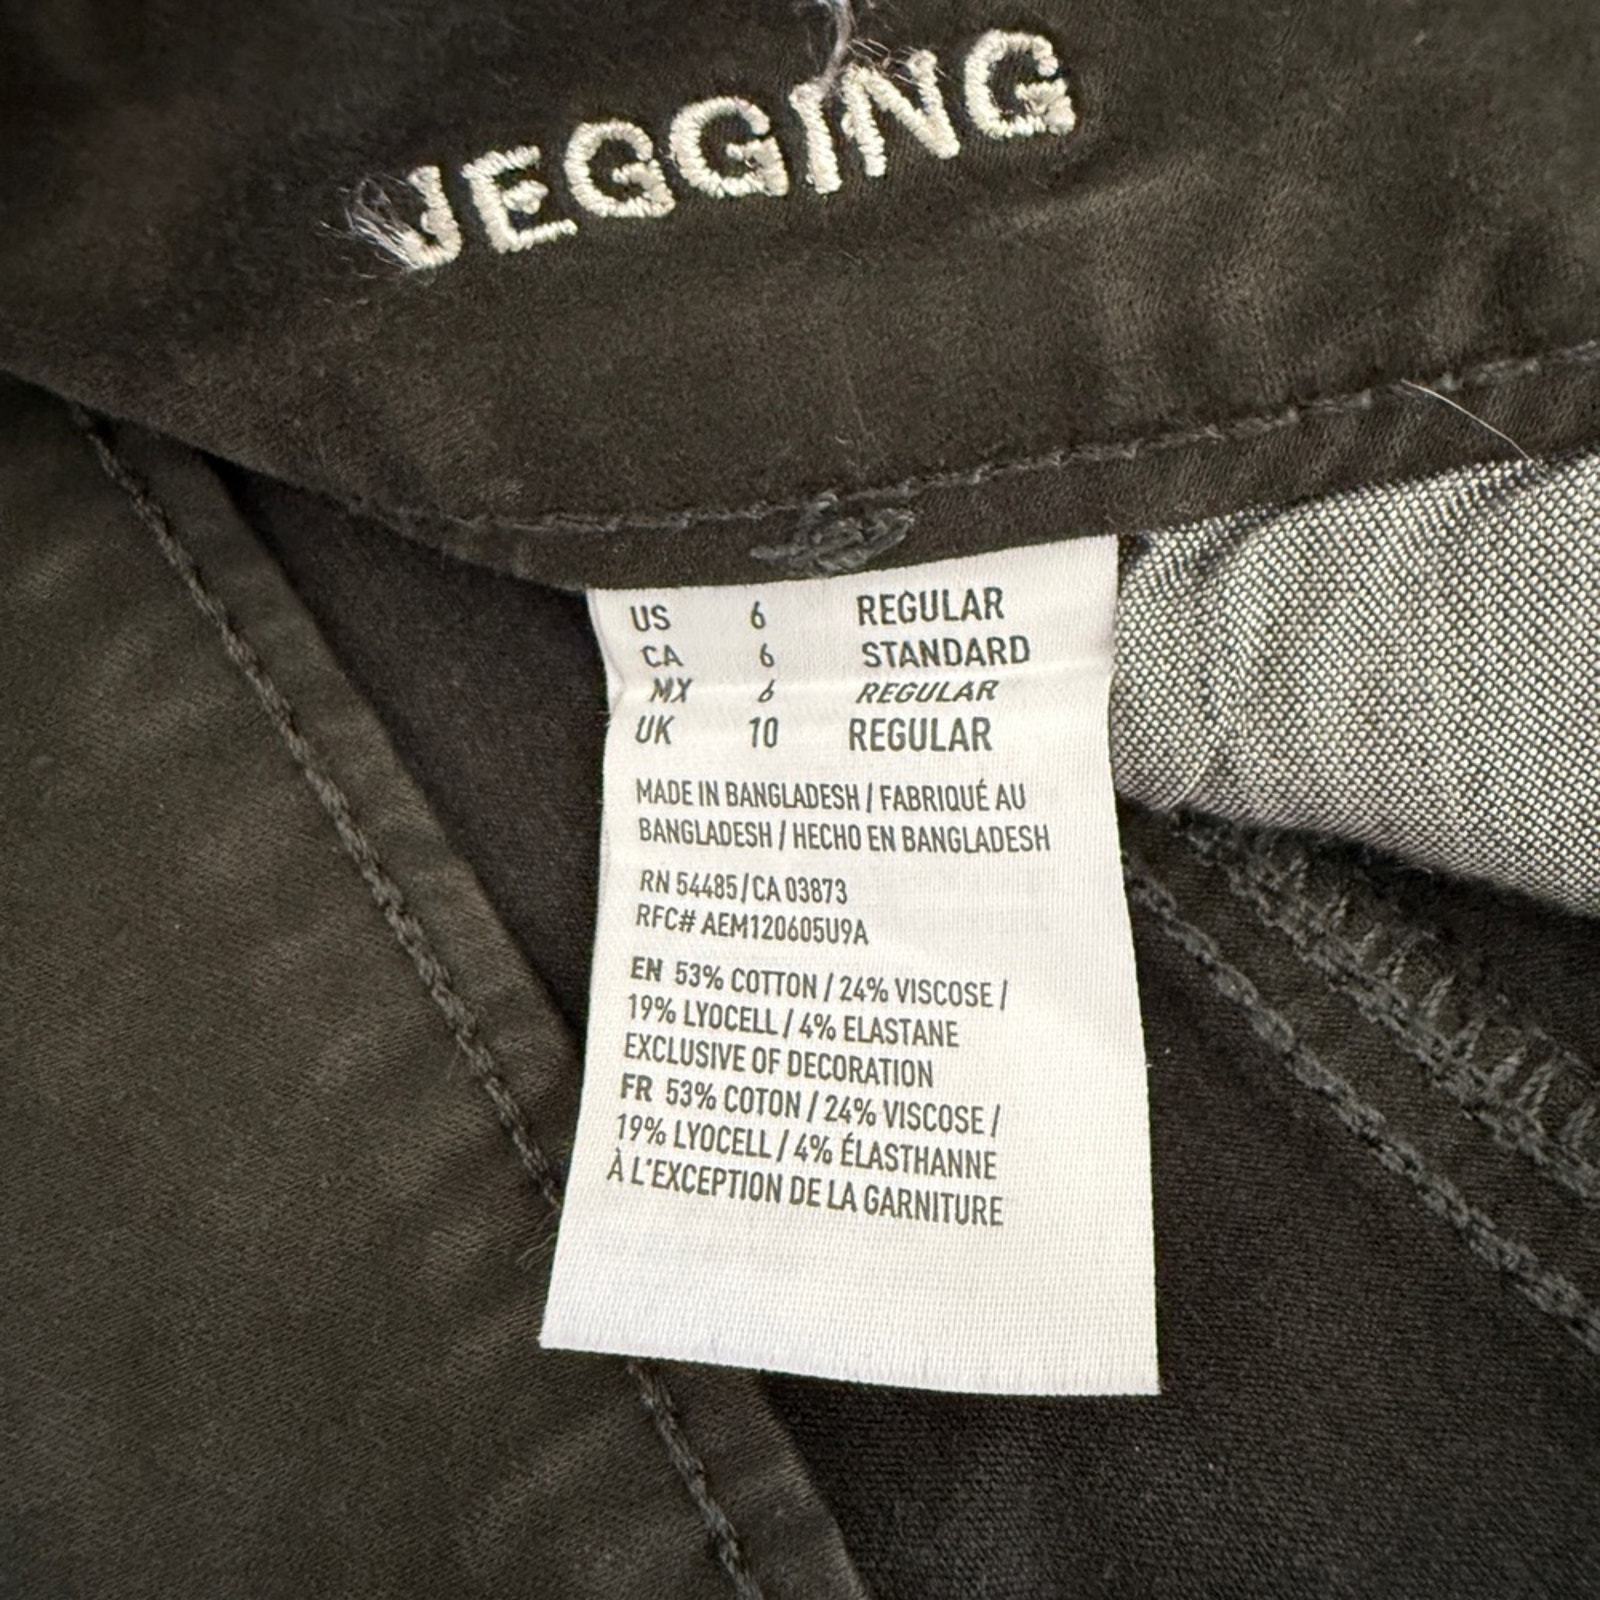 JEGGING
US 6 REGULAR
CA 6 STANDARD
MX 6 REGULAR
UK 10 REGULAR
MADE IN BANGLADESH / FABRIQUÉ AU
BANGLADESH / HECHO EN BANGLADESH
RN 54485/CA 03873
RFC# AEM120605U9A
EN 53% COTTON / 24% VISCOSE /
19% LYOCELL / 4% ELASTANE
EXCLUSIVE OF DECORATION
FR 53% COTON / 24% VISCOSE /
19% LYOCELL / 4% ÉLASTHANNE
À L'EXCEPTION DE LA GARNITURE